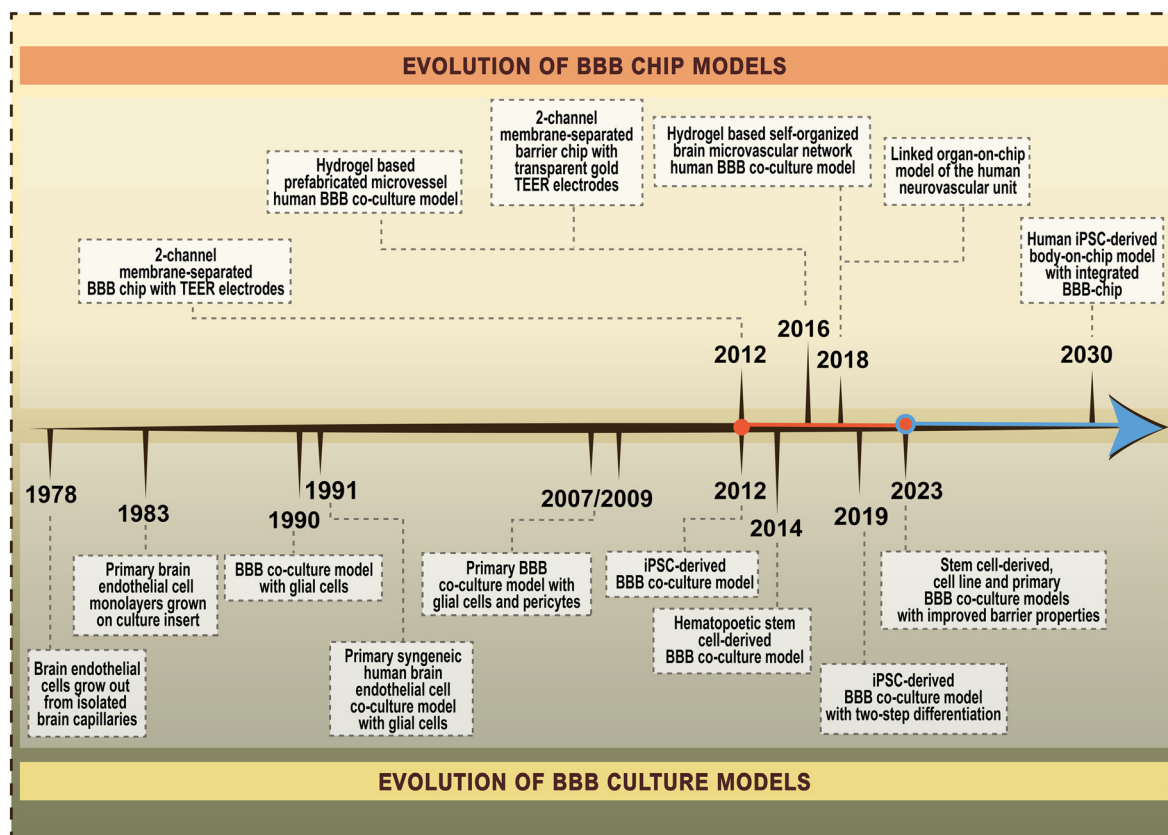 EVOLUTION OF BBB CHIP MODELS
2-channel
membrane-separated
barrier chip with
transparent gold
TEER electrodes
Hydrogel based self-organized
brain microvascular network
human BBB co-culture model
Linked organ-on-chip
model of the human
neurovascular unit
Hydrogel based
prefabricated microvessel
human BBB co-culture model
Human iPSC-derived
body-on-chip model
with integrated
BBB-chip
2-channel
membrane-separated
BBB chip with TEER electrodes
2012
2016
2018
2030
1978
1983
1990
1991
2007/2009
2012
2014
2019
2023
Brain endothelial
cells grow out
from isolated
brain capillaries
Primary brain
endothelial cell
monolayers grown
on culture insert
BBB co-culture model
with glial cells
Primary syngeneic
human brain
endothelial cell
co-culture model
with glial cells
Primary BBB
co-culture model with
glial cells and pericytes
iPSC-derived
BBB co-culture model
Hematopoetic stem
cell-derived
BBB co-culture model
iPSC-derived
BBB co-culture model
with two-step differentiation
Stem cell-derived,
cell line and primary
BBB co-culture models
with improved barrier properties
EVOLUTION OF BBB CULTURE MODELS